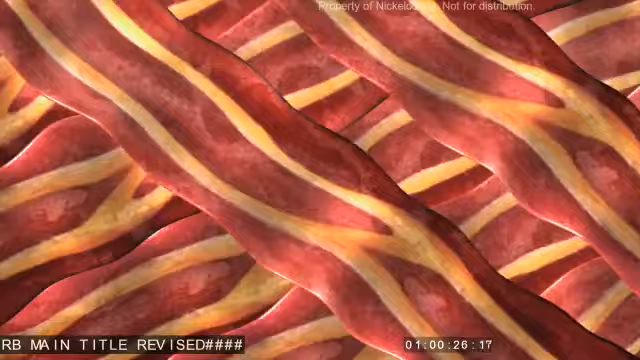 Property of Nickelodeon. Not for distribution.
RB MAIN TITLE REVISED####
01:00:26:17